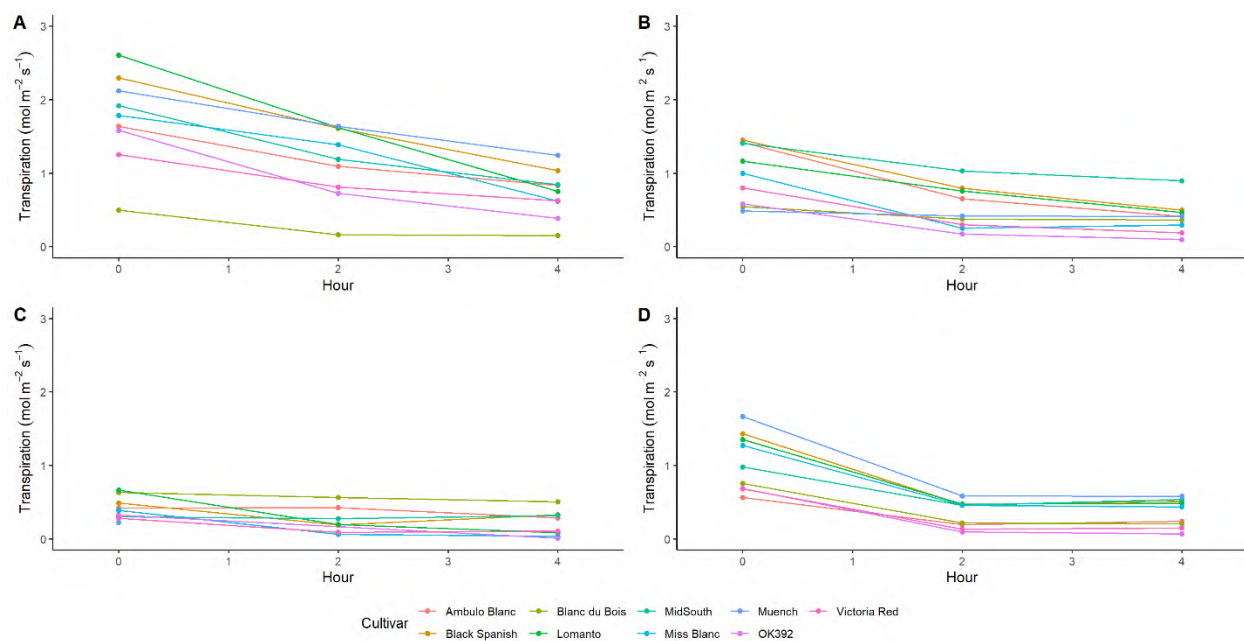 A
Transpiration (mol m⁻² s⁻¹)
3
2
1
0
0 1 2 3 4
Hour
B
Transpiration (mol m⁻² s⁻¹)
3
2
1
0
0 1 2 3 4
Hour
C
Transpiration (mol m⁻² s⁻¹)
3
2
1
0
0 1 2 3 4
Hour
D
Transpiration (mol m⁻² s⁻¹)
3
2
1
0
0 1 2 3 4
Hour
Cultivar
Ambulo Blanc Blanc du Bois MidSouth Muench Victoria Red
Black Spanish Lomanto Miss Blanc OK392